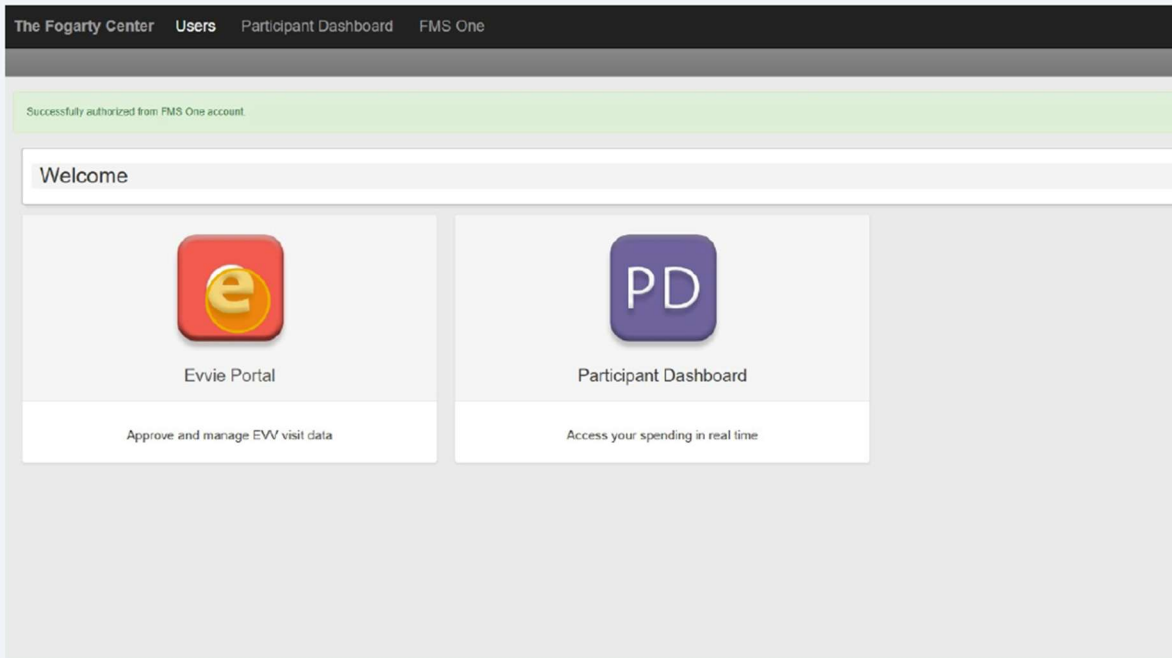 The Fogarty Center Users Participant Dashboard FMS One
Successfully authorized from FMS One account.
Welcome
e
PD
Evvie Portal
Participant Dashboard
Approve and manage EVV visit data
Access your spending in real time